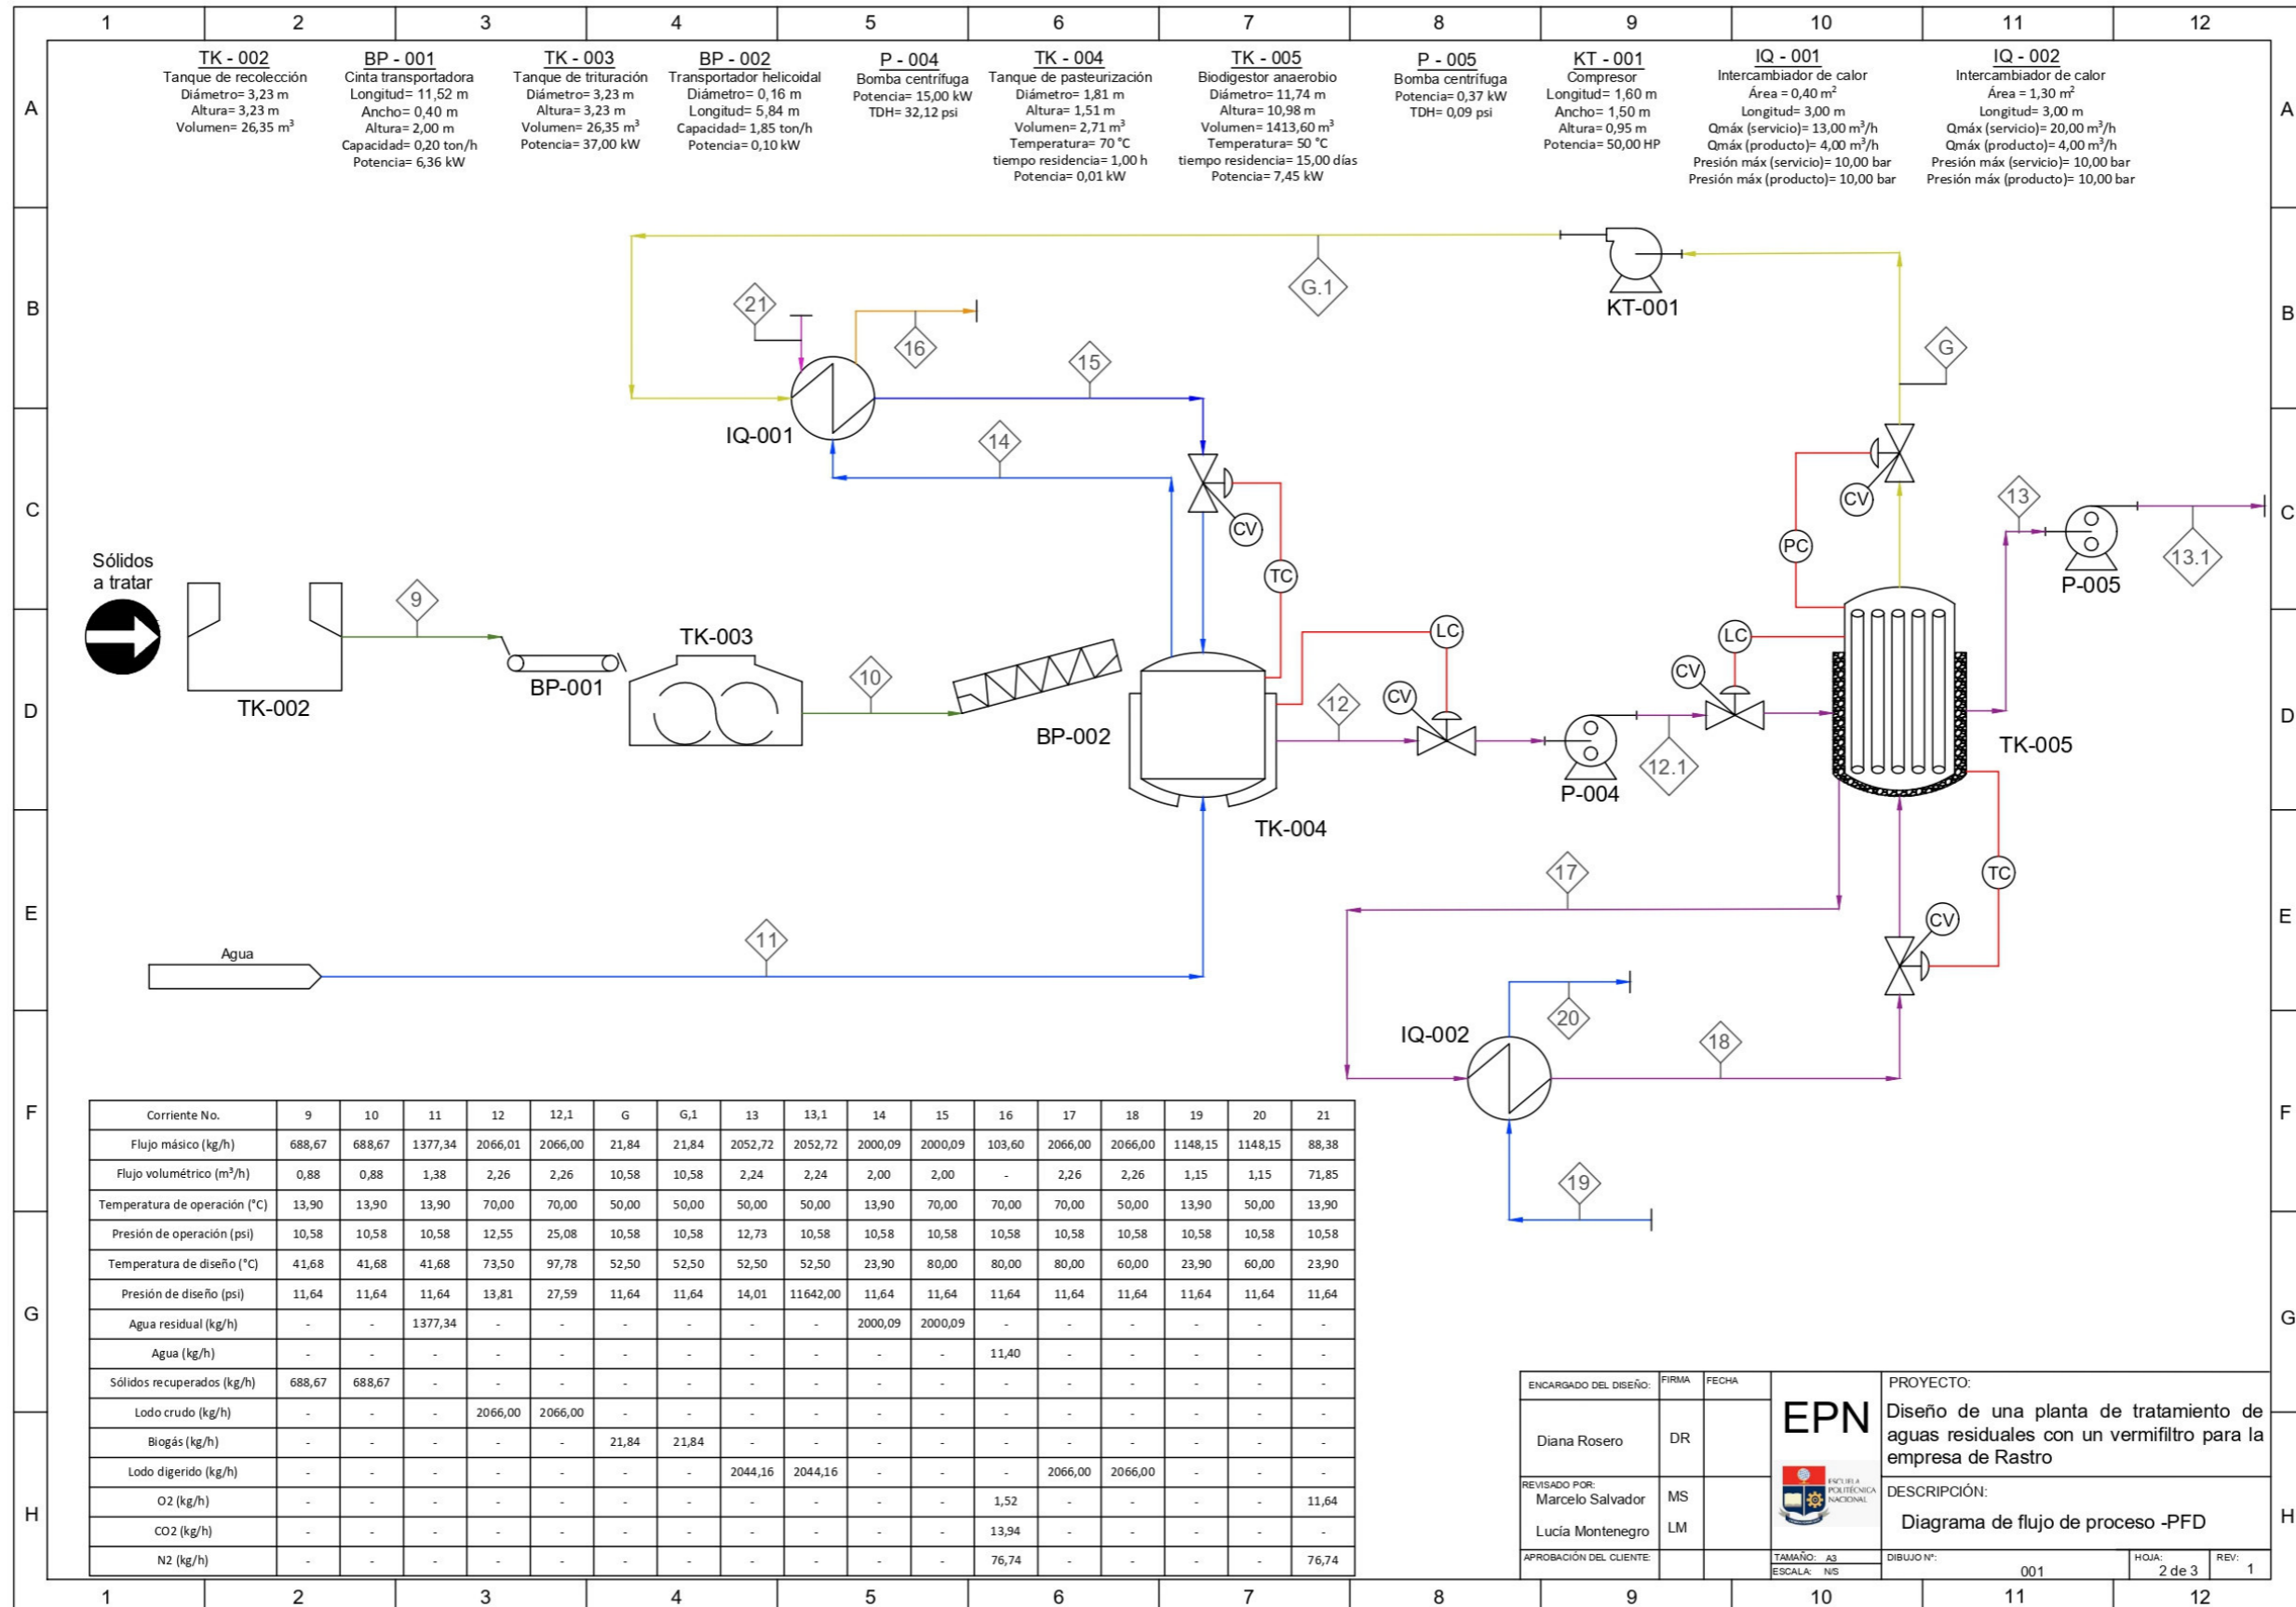 1 2 3 4 5 6 7 8 9 10 11 12
A A
TK - 002
Tanque de recolección
Diámetro= 3,23 m
Altura= 3,23 m
Volumen= 26,35 m³
BP - 001
Cinta transportadora
Longitud= 11,52 m
Ancho= 0,40 m
Altura= 2,00 m
Capacidad= 0,20 ton/h
Potencia= 6,36 kW
TK - 003
Tanque de trituración
Diámetro= 3,23 m
Altura= 3,23 m
Volumen= 26,35 m³
Potencia= 37,00 kW
BP - 002
Transportador helicoidal
Diámetro= 0,16 m
Longitud= 5,84 m
Capacidad= 1,85 ton/h
Potencia= 0,10 kW
P - 004
Bomba centrífuga
Potencia= 15,00 kW
TDH= 32,12 psi
TK - 004
Tanque de pasteurización
Diámetro= 1,81 m
Altura= 1,51 m
Volumen= 2,71 m³
Temperatura= 70 °C
tiempo residencia= 1,00 h
Potencia= 0,01 kW
TK - 005
Biodigestor anaerobio
Diámetro= 11,74 m
Altura= 10,98 m
Volumen= 1413,60 m³
Temperatura= 50 °C
tiempo residencia= 15,00 días
Potencia= 7,45 kW
P - 005
Bomba centrífuga
Potencia= 0,37 kW
TDH= 0,09 psi
KT - 001
Compresor
Longitud= 1,60 m
Ancho= 1,50 m
Altura= 0,95 m
Potencia= 50,00 HP
IQ - 001
Intercambiador de calor
Área = 0,40 m²
Longitud= 3,00 m
Qmáx (servicio)= 13,00 m³/h
Qmáx (producto)= 4,00 m³/h
Presión máx (servicio)= 10,00 bar
Presión máx (producto)= 10,00 bar
IQ - 002
Intercambiador de calor
Área = 1,30 m²
Longitud= 3,00 m
Qmáx (servicio)= 20,00 m³/h
Qmáx (producto)= 4,00 m³/h
Presión máx (servicio)= 10,00 bar
Presión máx (producto)= 10,00 bar
B B
G.1
KT-001
21
16
15
G
IQ-001
14
C C
CV
CV
13
PC
TC
13.1
P-005
Sólidos
a tratar
9
TK-003
LC
LC
D D
BP-001
TK-002
10
CV
CV
12
BP-002
TK-005
12.1
P-004
TK-004
E E
17
TC
CV
11
Agua
20
IQ-002
18
19
F F
Corriente No. 9 10 11 12 12,1 G G,1 13 13,1 14 15 16 17 18 19 20 21
Flujo másico (kg/h) 688,67 688,67 1377,34 2066,01 2066,00 21,84 21,84 2052,72 2052,72 2000,09 2000,09 103,60 2066,00 2066,00 1148,15 1148,15 88,38
Flujo volumétrico (m³/h) 0,88 0,88 1,38 2,26 2,26 10,58 10,58 2,24 2,24 2,00 2,00 - 2,26 2,26 1,15 1,15 71,85
Temperatura de operación (°C) 13,90 13,90 13,90 70,00 70,00 50,00 50,00 50,00 50,00 13,90 70,00 70,00 70,00 50,00 13,90 50,00 13,90
Presión de operación (psi) 10,58 10,58 10,58 12,55 25,08 10,58 10,58 12,73 10,58 10,58 10,58 10,58 10,58 10,58 10,58 10,58 10,58
Temperatura de diseño (°C) 41,68 41,68 41,68 73,50 97,78 52,50 52,50 52,50 52,50 23,90 80,00 80,00 80,00 60,00 23,90 60,00 23,90
Presión de diseño (psi) 11,64 11,64 11,64 13,81 27,59 11,64 11,64 14,01 11642,00 11,64 11,64 11,64 11,64 11,64 11,64 11,64 11,64
Agua residual (kg/h) - - 1377,34 - - - - - - 2000,09 2000,09 - - - - - -
Agua (kg/h) - - - - - - - - - - - 11,40 - - - - -
Sólidos recuperados (kg/h) 688,67 688,67 - - - - - - - - - - - - - - -
Lodo crudo (kg/h) - - - 2066,00 2066,00 - - - - - - - - - - - -
Biogás (kg/h) - - - - - 21,84 21,84 - - - - - - - - - -
Lodo digerido (kg/h) - - - - - - - 2044,16 2044,16 - - - 2066,00 2066,00 - - -
O2 (kg/h) - - - - - - - - - - - 1,52 - - - - 11,64
CO2 (kg/h) - - - - - - - - - - - 13,94 - - - - -
N2 (kg/h) - - - - - - - - - - - 76,74 - - - - 76,74
G G
H H
ENCARGADO DEL DISEÑO: FIRMA FECHA
Diana Rosero DR
REVISADO POR:
Marcelo Salvador MS
Lucía Montenegro LM
APROBACIÓN DEL CLIENTE:
EPN
ESCUELA
POLITÉCNICA
NACIONAL
TAMAÑO: A3
ESCALA: N/S
PROYECTO:
Diseño de una planta de tratamiento de
aguas residuales con un vermifiltro para la
empresa de Rastro
DESCRIPCIÓN:
Diagrama de flujo de proceso -PFD
DIBUJO N°: 001
HOJA: 2 de 3
REV: 1
1 2 3 4 5 6 7 8 9 10 11 12